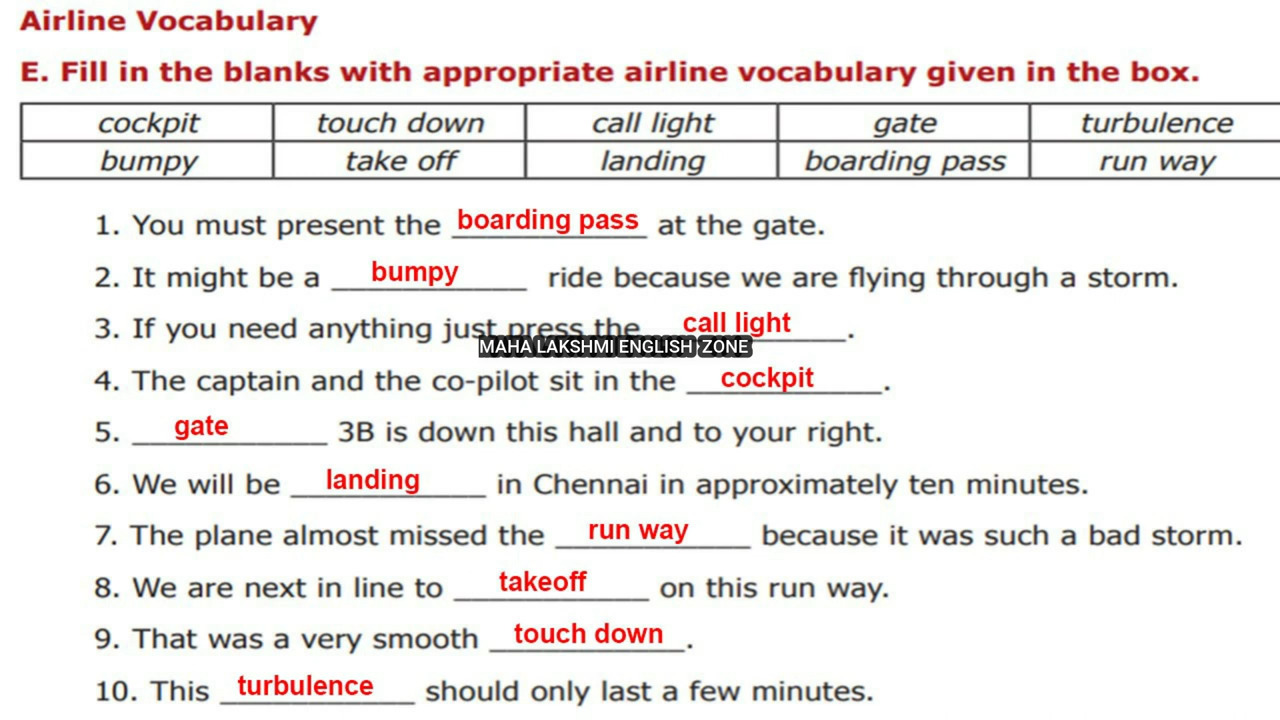 Airline Vocabulary
E. Fill in the blanks with appropriate airline vocabulary given in the box.
cockpit touch down call light gate turbulence
bumpy take off landing boarding pass run way
1. You must present the boarding pass at the gate.
2. It might be a bumpy ride because we are flying through a storm.
3. If you need anything just press the call light.
MAHA LAKSHMI ENGLISH ZONE
4. The captain and the co-pilot sit in the cockpit.
5. gate 3B is down this hall and to your right.
6. We will be landing in Chennai in approximately ten minutes.
7. The plane almost missed the run way because it was such a bad storm.
8. We are next in line to takeoff on this run way.
9. That was a very smooth touch down.
10. This turbulence should only last a few minutes.